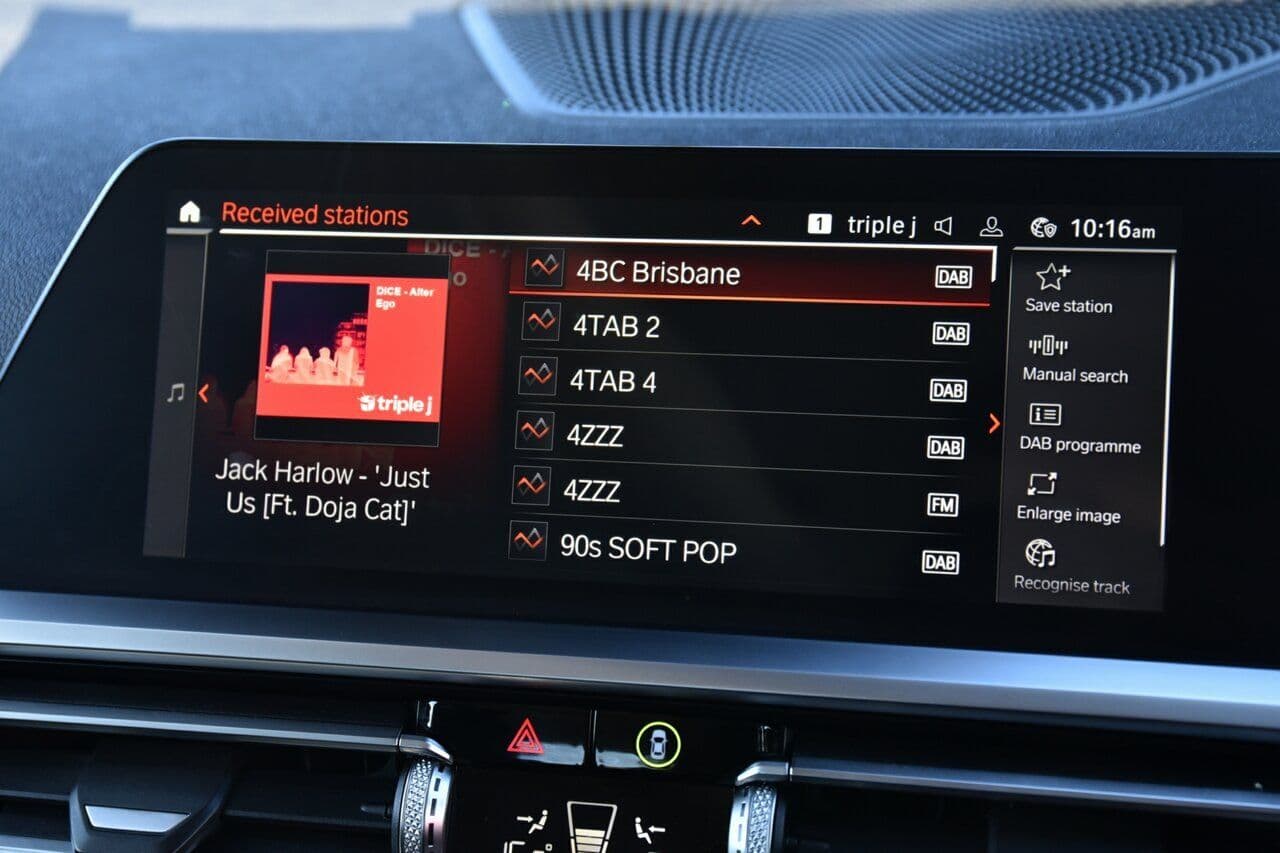 Received stations
1 triple j 10:16am
DICE -
o
DICE - Alter
Ego
triple j
Jack Harlow - 'Just
Us [Ft. Doja Cat]'
4BC Brisbane DAB
4TAB 2 DAB
4TAB 4 DAB
4ZZZ DAB
4ZZZ FM
90s SOFT POP DAB
Save station
Manual search
DAB programme
Enlarge image
Recognise track